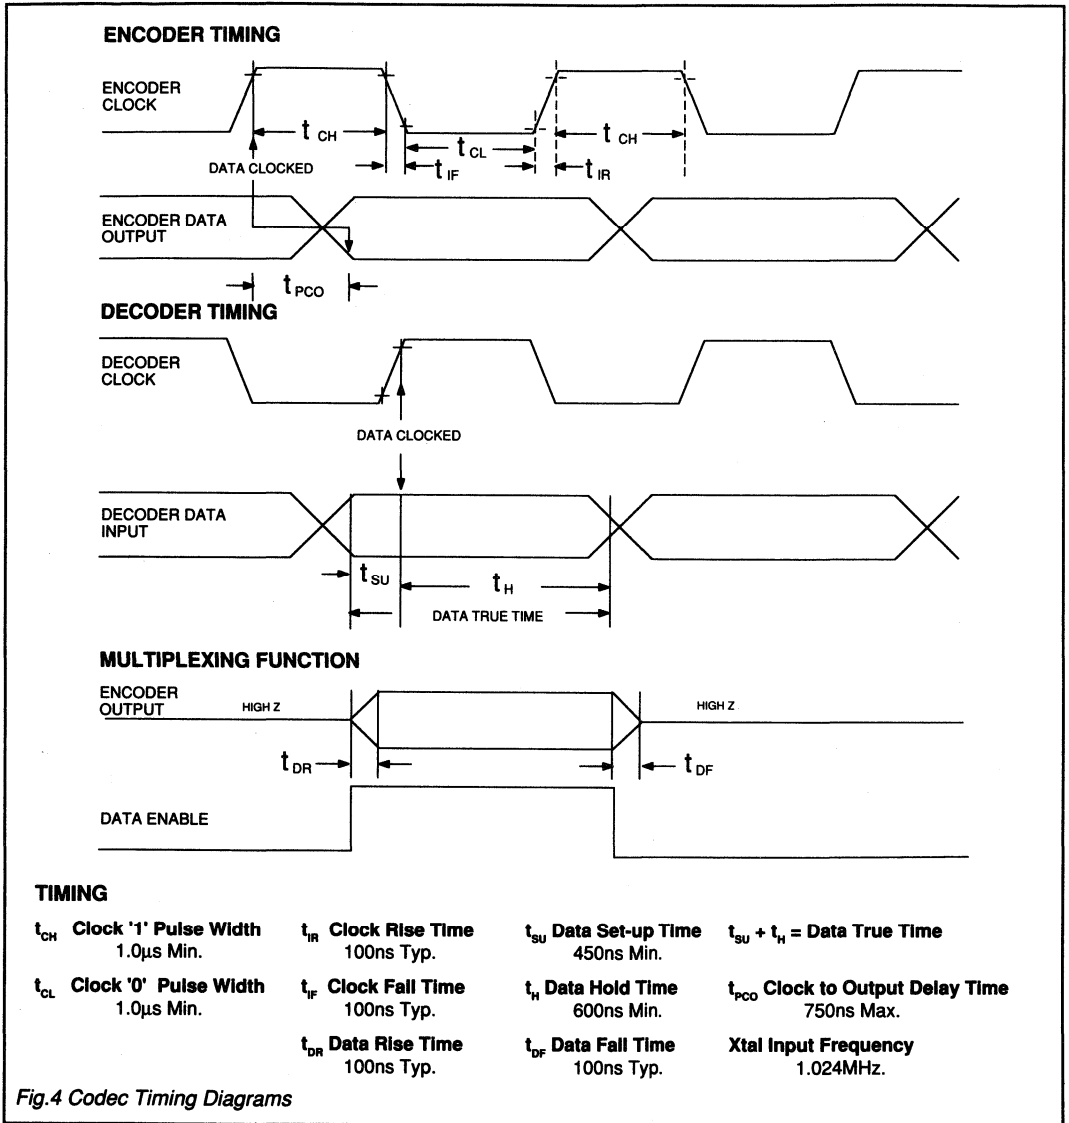 ENCODER TIMING
ENCODER
CLOCK
t CH
t CL
t CH
DATA CLOCKED
t IF
t IR
ENCODER DATA
OUTPUT
t PCO
DECODER TIMING
DECODER
CLOCK
DATA CLOCKED
DECODER DATA
INPUT
t SU
t H
DATA TRUE TIME
MULTIPLEXING FUNCTION
ENCODER
OUTPUT
HIGH Z
HIGH Z
t DR
t DF
DATA ENABLE
TIMING
tCH Clock '1' Pulse Width
1.0µs Min.
tIR Clock Rise Time
100ns Typ.
tSU Data Set-up Time
450ns Min.
tSU + tH = Data True Time
tCL Clock '0' Pulse Width
1.0µs Min.
tIF Clock Fall Time
100ns Typ.
tH Data Hold Time
600ns Min.
tPCO Clock to Output Delay Time
750ns Max.
tDR Data Rise Time
100ns Typ.
tDF Data Fall Time
100ns Typ.
Xtal Input Frequency
1.024MHz.
Fig.4 Codec Timing Diagrams